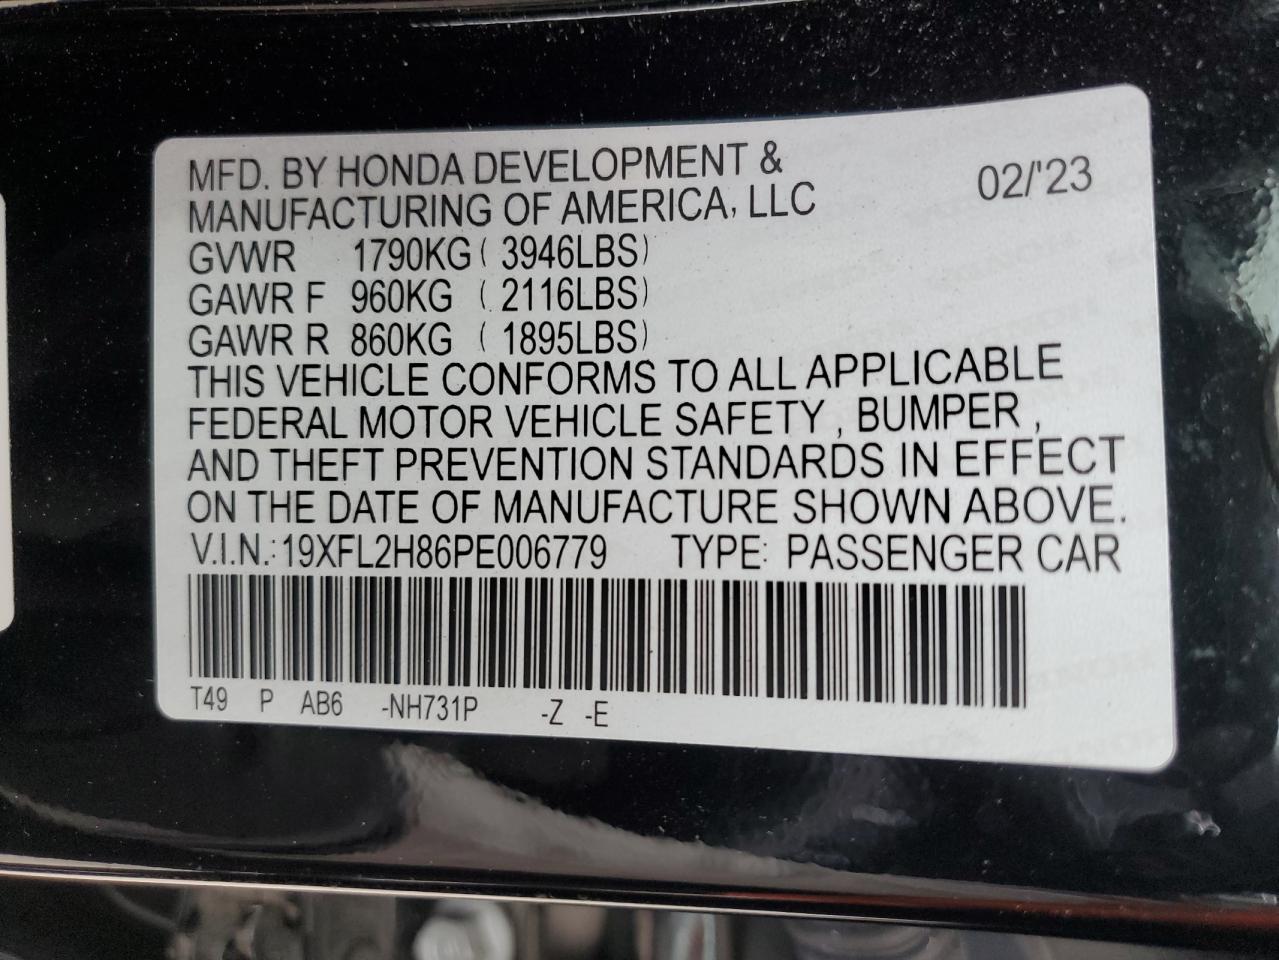 MFD. BY HONDA DEVELOPMENT &
MANUFACTURING OF AMERICA, LLC
02/'23
GVWR 1790KG ( 3946LBS)
GAWR F 960KG ( 2116LBS)
GAWR R 860KG ( 1895LBS)
THIS VEHICLE CONFORMS TO ALL APPLICABLE
FEDERAL MOTOR VEHICLE SAFETY , BUMPER ,
AND THEFT PREVENTION STANDARDS IN EFFECT
ON THE DATE OF MANUFACTURE SHOWN ABOVE.
V.I.N.: 19XFL2H86PE006779 TYPE: PASSENGER CAR
T49 P AB6 -NH731P -Z -E